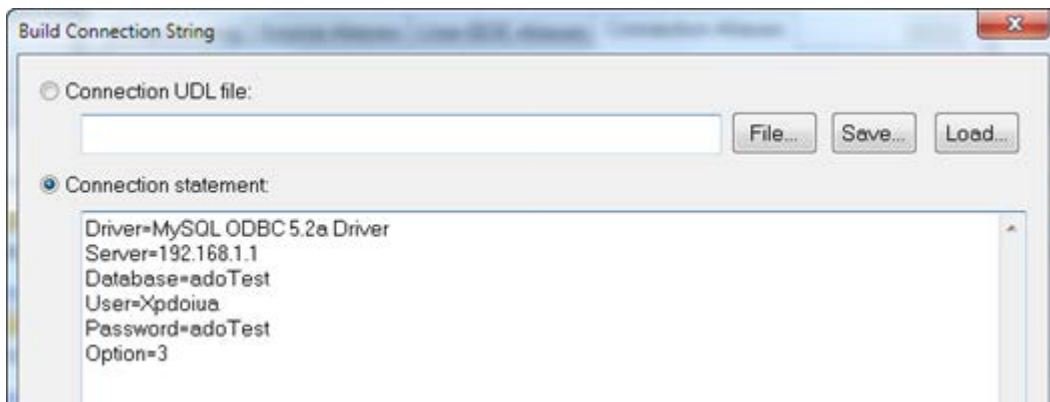 Build Connection String
Connection UDL file:
File... Save... Load...
Connection statement:
Driver=MySQL ODBC 5.2a Driver
Server=192.168.1.1
Database=adoTest
User=Xpdoiua
Password=adoTest
Option=3